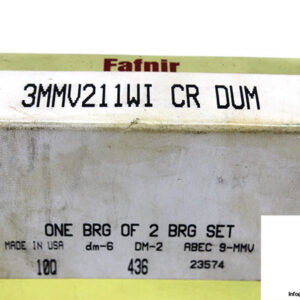 Fafnir
3MMV211WI CR DUM
ONE BRG OF 2 BRG SET
MADE IN USA dm-6 DM-2 ABEC 9-MMV
10Q 436 23574